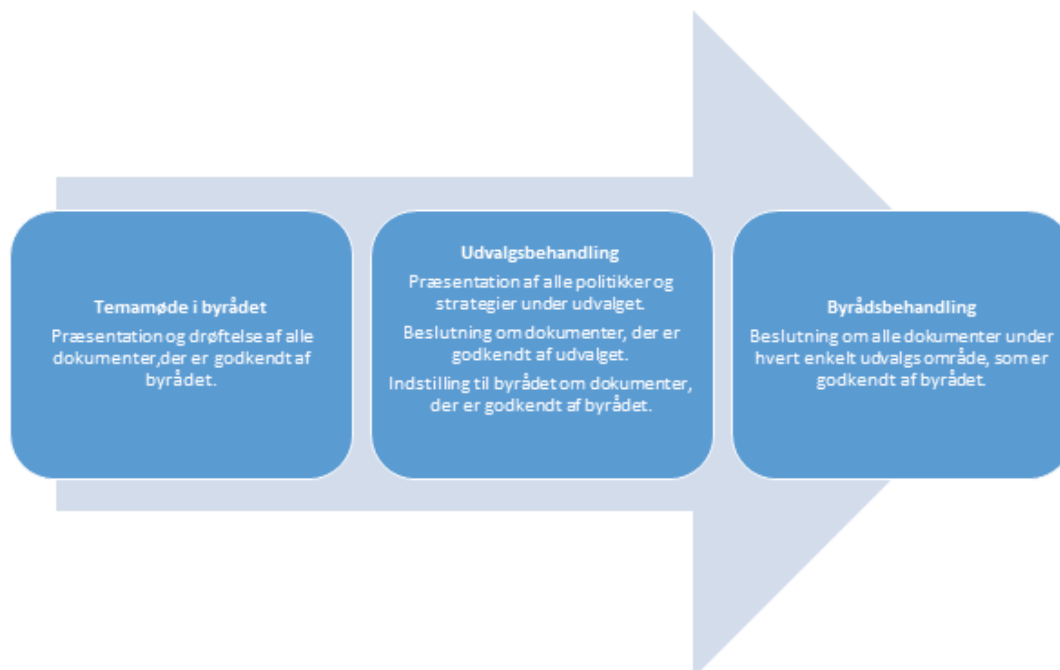 Temamøde i byrådet
Præsentation og drøftelse af alle
dokumenter,der er godkendt af
byrådet.
Udvalgsbehandling
Præsentation af alle politikker og
strategier under udvalget.
Beslutning om dokumenter, der er
godkendt af udvalget.
Indstilling til byrådet om dokumenter,
der er godkendt af byrådet.
Byrådsbehandling
Beslutning om alle dokumenter under
hvert enkelt udvalgs område, som er
godkendt af byrådet.